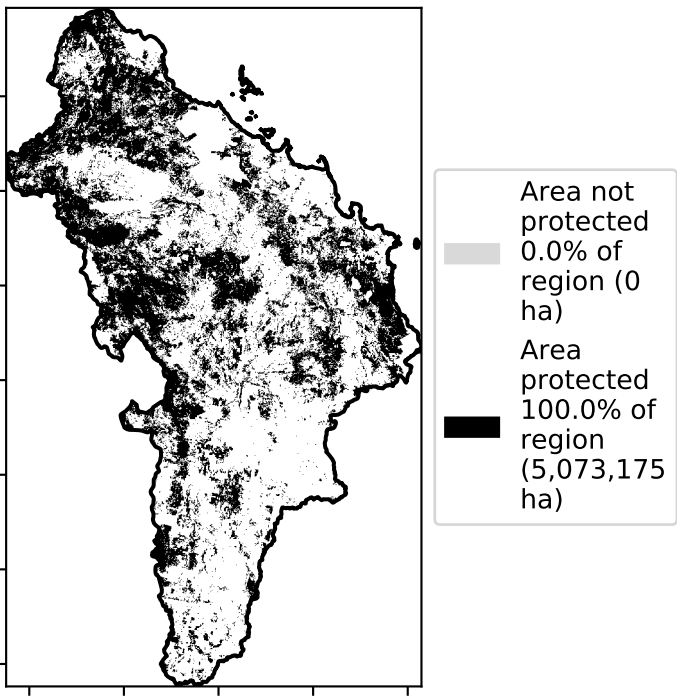 Area not
protected
0.0% of
region (0
ha)
Area
protected
100.0% of
region
(5,073,175
ha)